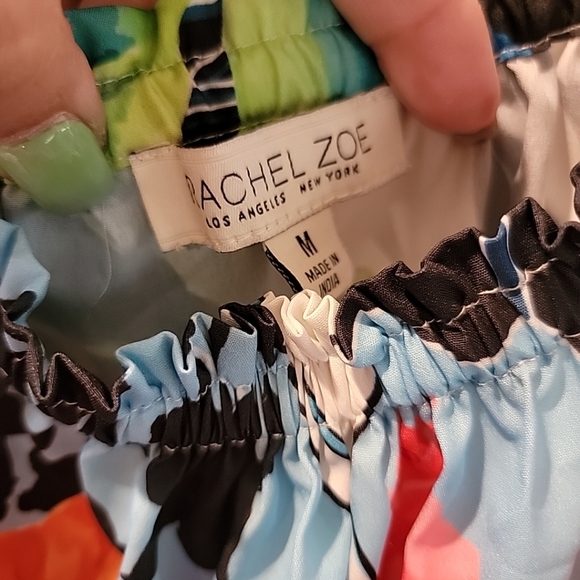 RACHEL ZOE
LOS ANGELES NEW YORK
M
MADE IN
INDIA